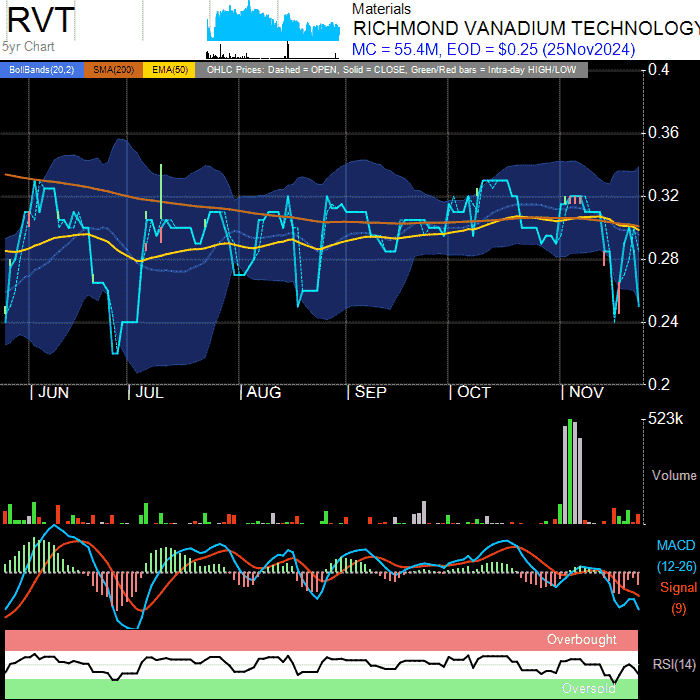 RVT
5yr Chart
Materials
RICHMOND VANADIUM TECHNOLOGY
MC = 55.4M, EOD = $0.25 (25Nov2024)
BollBands(20,2) SMA(200) EMA(50) OHLC Prices: Dashed = OPEN, Solid = CLOSE, Green/Red bars = Intra-day HIGH/LOW
0.4
0.36
0.32
0.28
0.24
0.2
JUN JUL AUG SEP OCT NOV
523k
Volume
MACD
(12-26)
Signal
(9)
Overbought
RSI(14)
Oversold